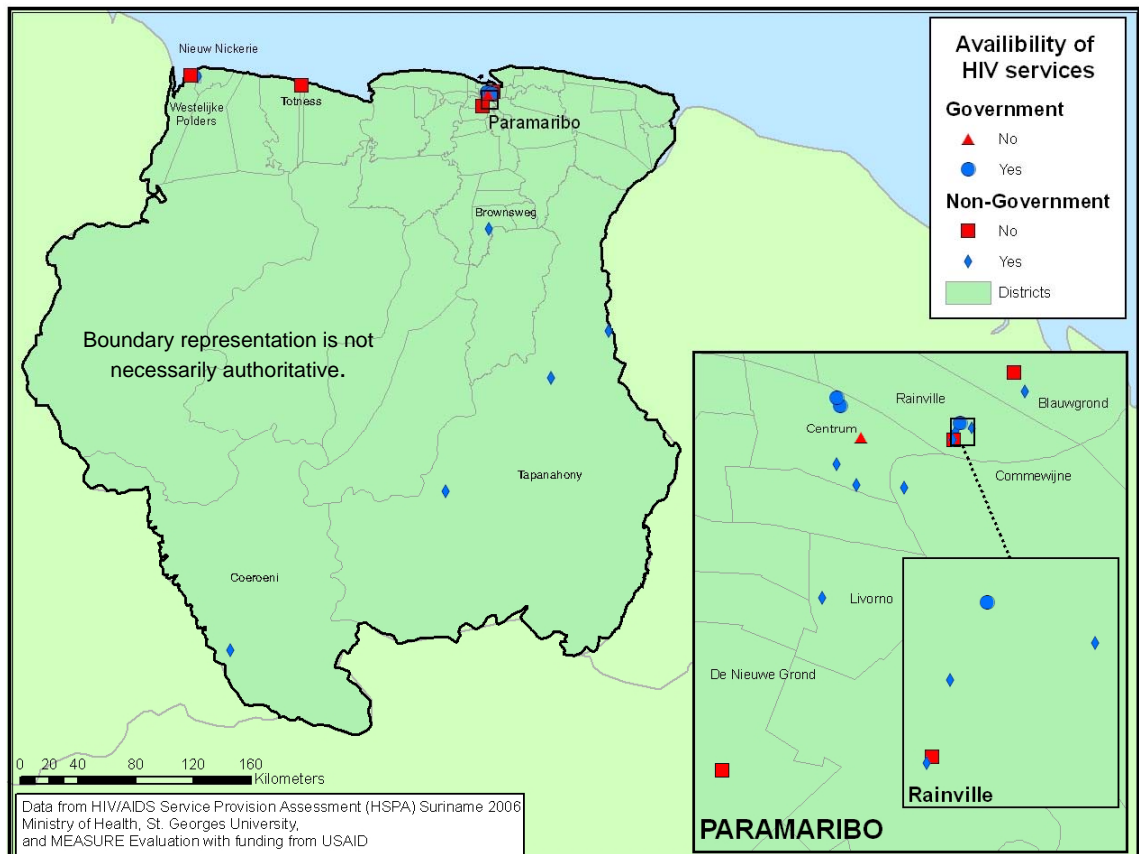 Nieuw Nickerie
Westelijke
Polders
Totness
Paramaribo
Brownsweg
Boundary representation is not
necessarily authoritative.
Tapanahony
Coeroeni
0 20 40 80 120 160
Kilometers
Data from HIV/AIDS Service Provision Assessment (HSPA) Suriname 2006
Ministry of Health, St. Georges University,
and MEASURE Evaluation with funding from USAID
Availibility of
HIV services
Government
No
Yes
Non-Government
No
Yes
Districts
Rainville
Blauwgrond
Centrum
Commewijne
Livorno
De Nieuwe Grond
Rainville
PARAMARIBO